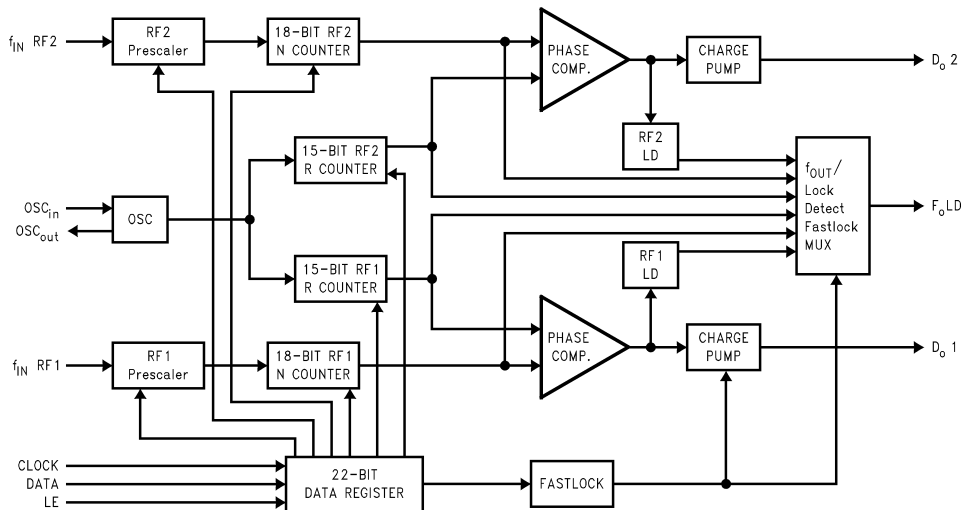 f_IN RF2
RF2
Prescaler
18-BIT RF2
N COUNTER
PHASE
COMP.
CHARGE
PUMP
D_o 2
RF2
LD
15-BIT RF2
R COUNTER
OSC_in
OSC_out
OSC
f_OUT/
Lock
Detect
Fastlock
MUX
F_oLD
15-BIT RF1
R COUNTER
RF1
LD
f_IN RF1
RF1
Prescaler
18-BIT RF1
N COUNTER
PHASE
COMP.
CHARGE
PUMP
D_o 1
CLOCK
DATA
LE
22-BIT
DATA REGISTER
FASTLOCK